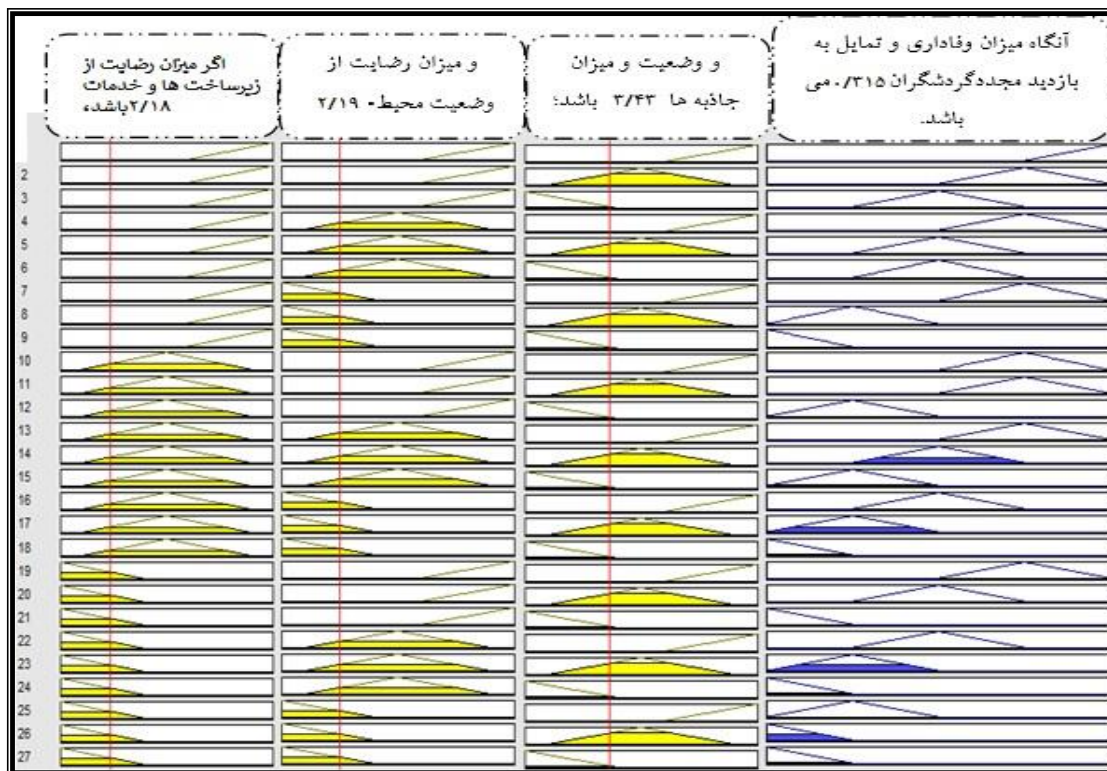 اگر میزان رضایت از
زیرساخت ها و خدمات
۲/۱۸باشد،
و میزان رضایت از
وضعیت محیط۰ ۲/۱۹
و وضعیت و میزان
جاذبه ها ۳/۴۳ باشد؛
آنگاه میزان وفاداری و تمایل به
بازدید مجددگردشگران ۰/۳۱۵می
باشد.
2
3
4
5
6
7
8
9
10
11
12
13
14
15
16
17
18
19
20
21
22
23
24
25
26
27